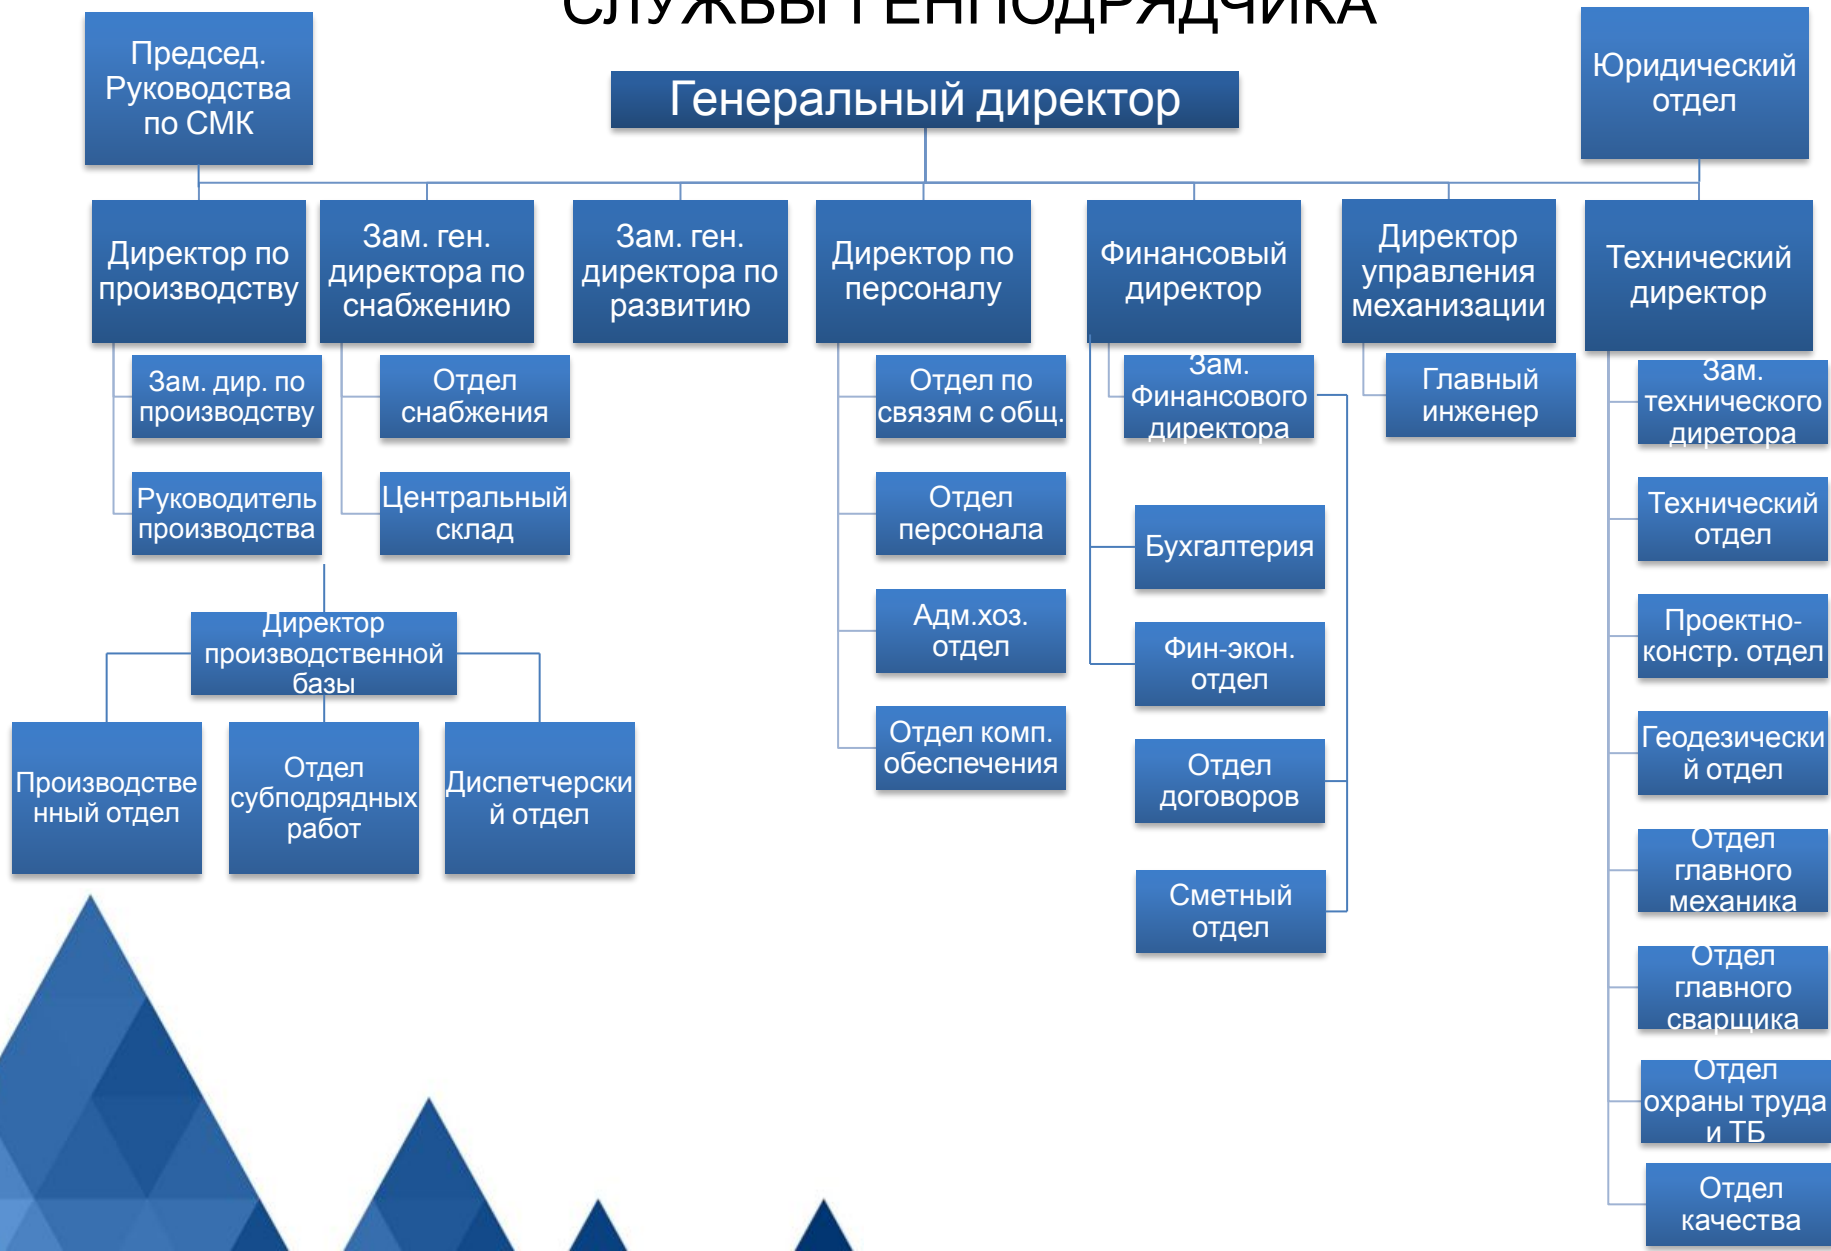 СЛУЖБЫ ГЕНПОДРЯДЧИКА
Председ.
Руководства
по СМК
Генеральный директор
Юридический
отдел
Директор по
производству
Зам. ген.
директора по
снабжению
Зам. ген.
директора по
развитию
Директор по
персоналу
Финансовый
директор
Директор
управления
механизации
Технический
директор
Зам. дир. по
производству
Руководитель
производства
Отдел
снабжения
Центральный
склад
Директор
производственной
базы
Производстве
нный отдел
Отдел
субподрядных
работ
Диспетчерски
й отдел
Отдел по
связям с общ.
Отдел
персонала
Адм.хоз.
отдел
Отдел комп.
обеспечения
Зам.
Финансового
директора
Бухгалтерия
Фин-экон.
отдел
Отдел
договоров
Сметный
отдел
Главный
инженер
Зам.
технического
диретора
Технический
отдел
Проектно-
констр. отдел
Геодезически
й отдел
Отдел
главного
механика
Отдел
главного
сварщика
Отдел
охраны труда
и ТБ
Отдел
качества